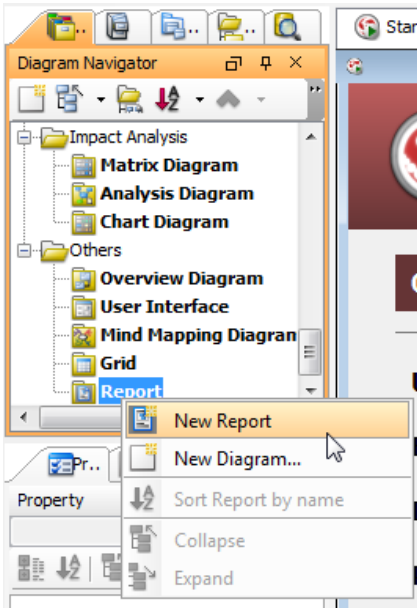 Star
Diagram Navigator
Impact Analysis
Matrix Diagram
Analysis Diagram
Chart Diagram
Others
Overview Diagram
User Interface
Mind Mapping Diagran
Grid
Report
New Report
New Diagram...
Sort Report by name
Collapse
Expand
Pr..
Property